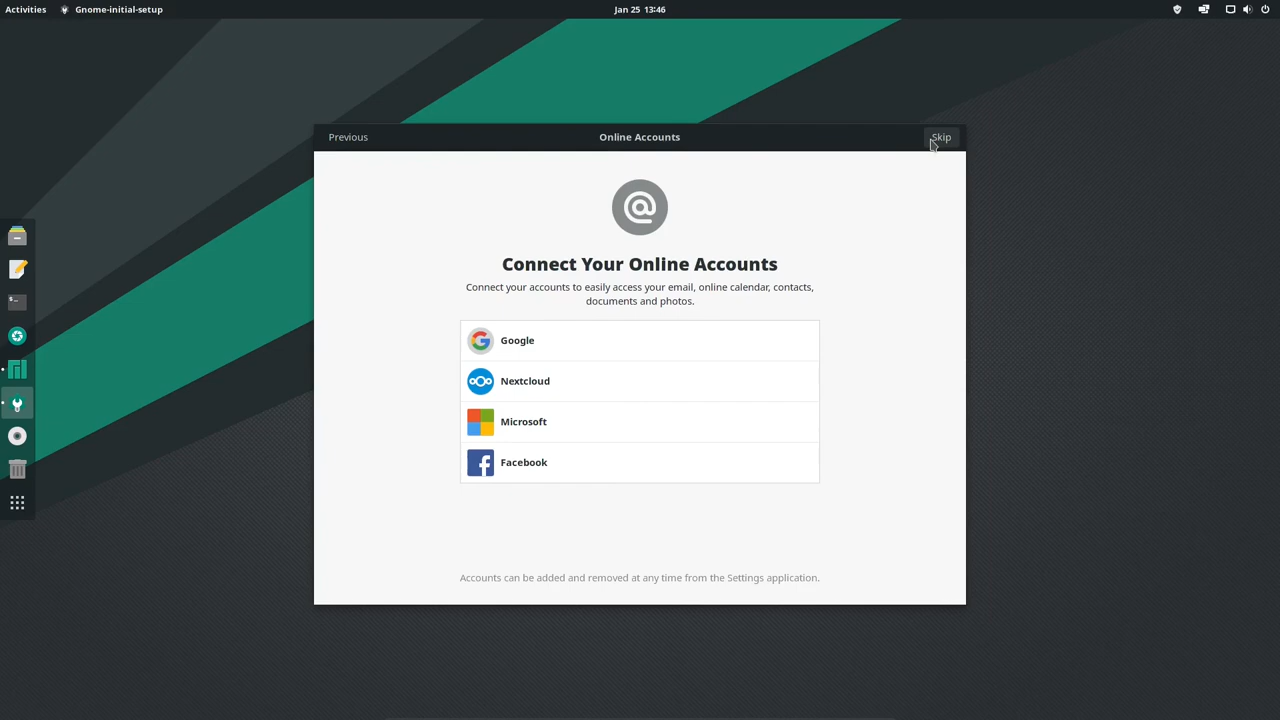 Activities
Gnome-initial-setup
Jan 25 13:46
Previous
Online Accounts
Skip
Connect Your Online Accounts
Connect your accounts to easily access your email, online calendar, contacts,
documents and photos.
Google
Nextcloud
Microsoft
Facebook
Accounts can be added and removed at any time from the Settings application.